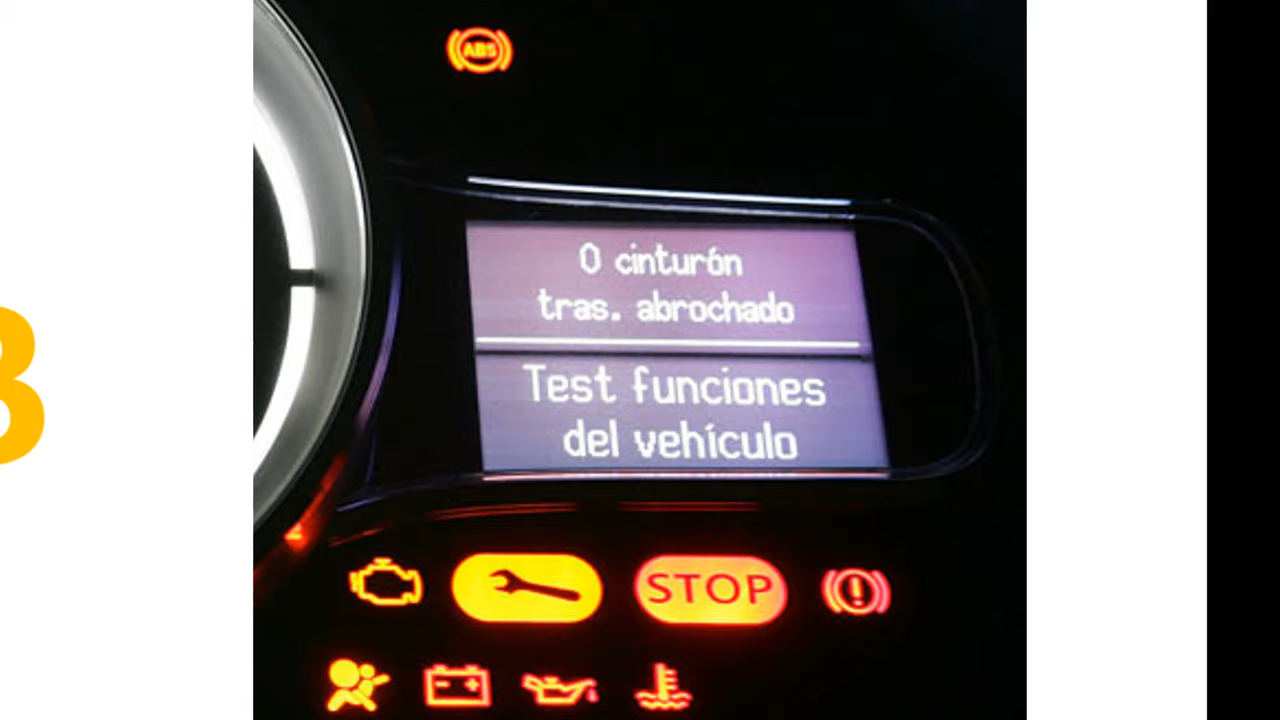 ABS
0 cinturón
tras. abrochado
Test funciones
del vehículo
STOP